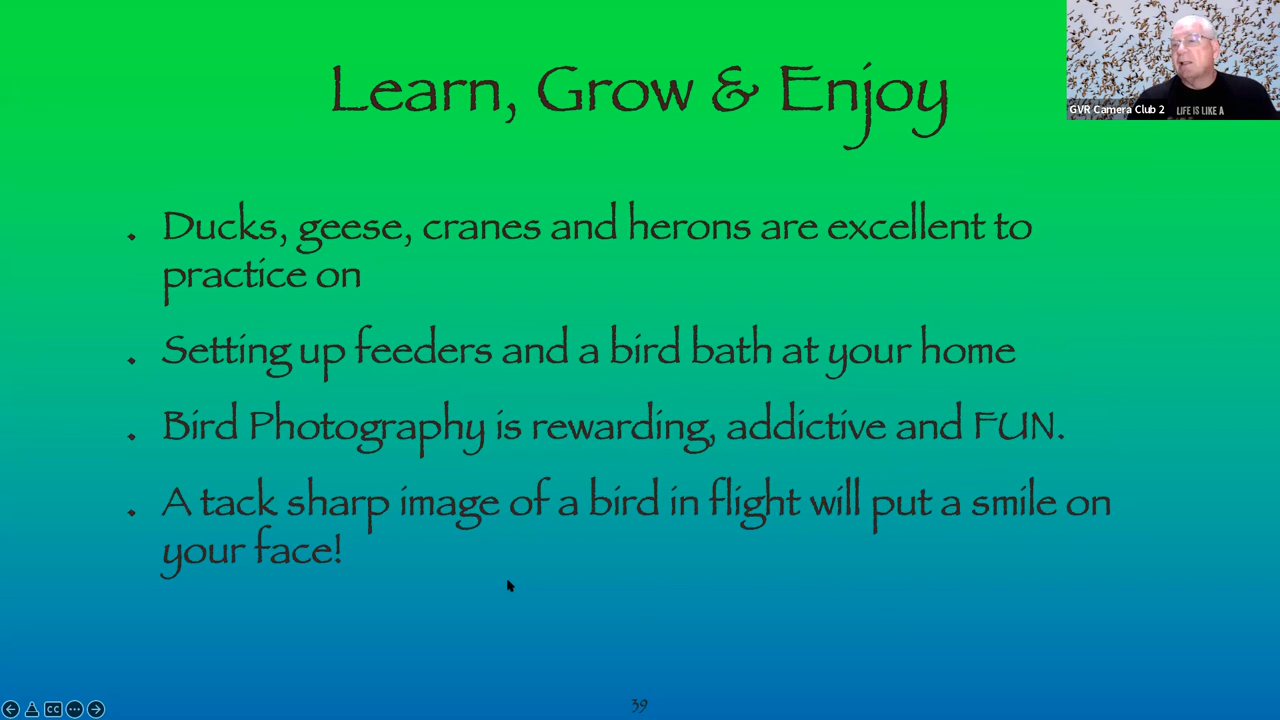 Learn, Grow & Enjoy
GVR Camera Club 2
LIFE IS LIKE A
. Ducks, geese, cranes and herons are excellent to
practice on
. Setting up feeders and a bird bath at your home
. Bird Photography is rewarding, addictive and FUN.
. A tack sharp image of a bird in flight will put a smile on
your face!
CC
39